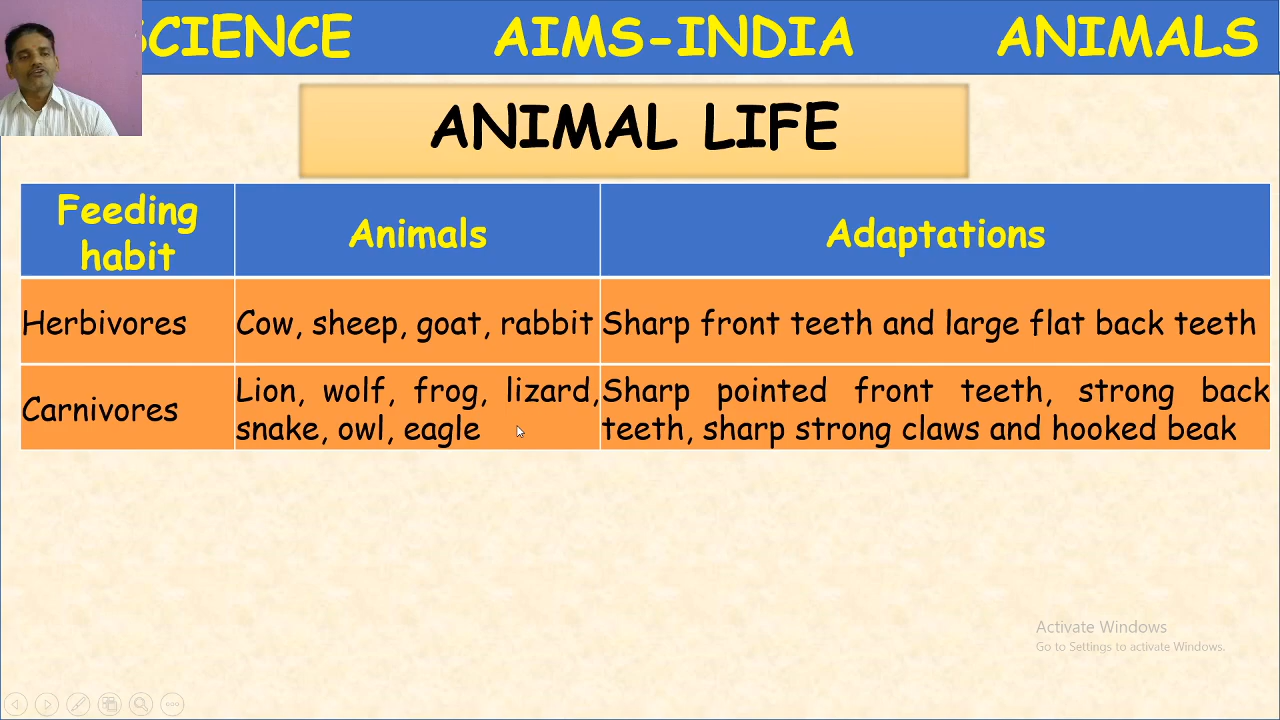 SCIENCE AIMS-INDIA ANIMALS
ANIMAL LIFE
Feeding habit
Animals
Adaptations
Herbivores
Cow, sheep, goat, rabbit
Sharp front teeth and large flat back teeth
Carnivores
Lion, wolf, frog, lizard,
snake, owl, eagle
Sharp pointed front teeth, strong back
teeth, sharp strong claws and hooked beak
Activate Windows
Go to Settings to activate Windows.